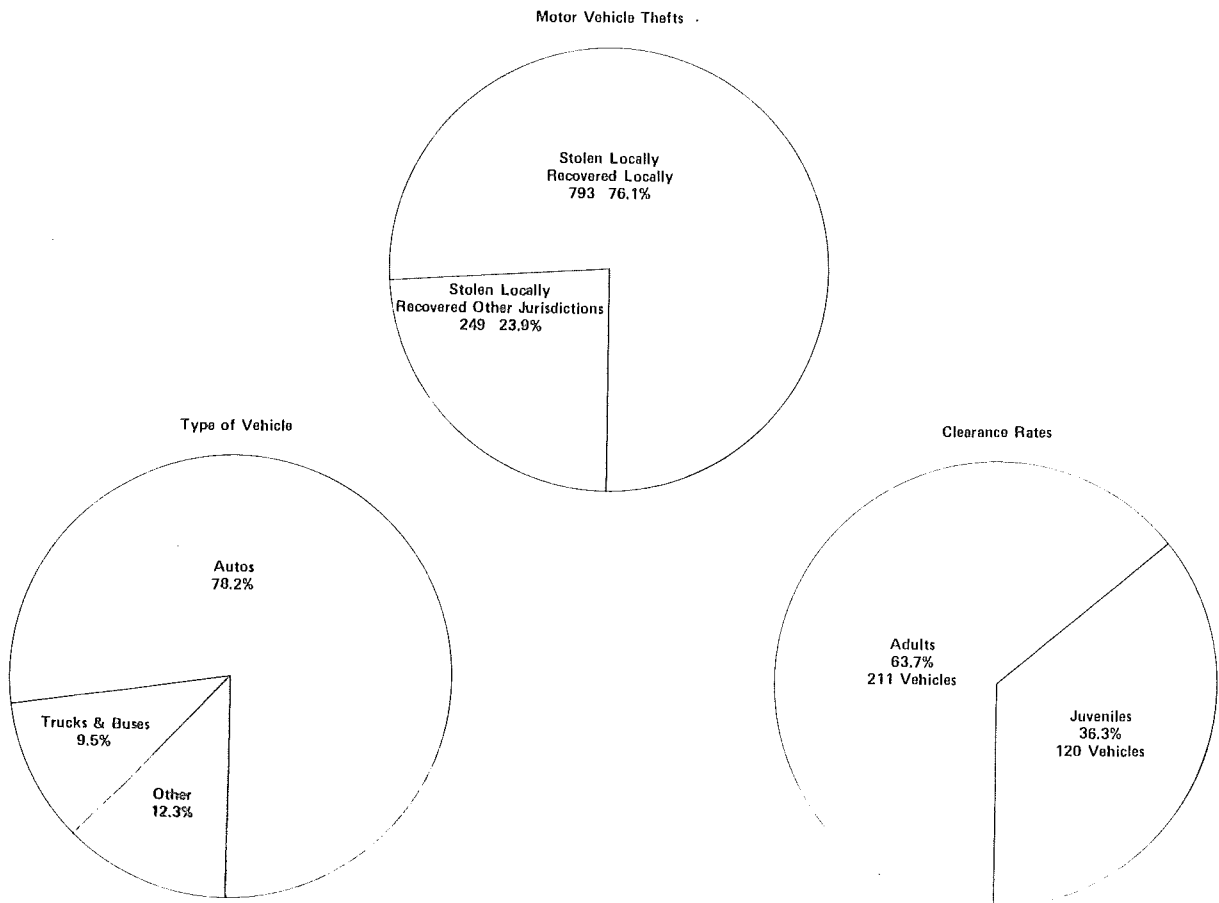 Motor Vehicle Thefts
Stolen Locally
Recovered Locally
793 76.1%
Stolen Locally
Recovered Other Jurisdictions
249 23.9%
Type of Vehicle
Autos
78.2%
Trucks & Buses
9.5%
Other
12.3%
Clearance Rates
Adults
63.7%
211 Vehicles
Juveniles
36.3%
120 Vehicles